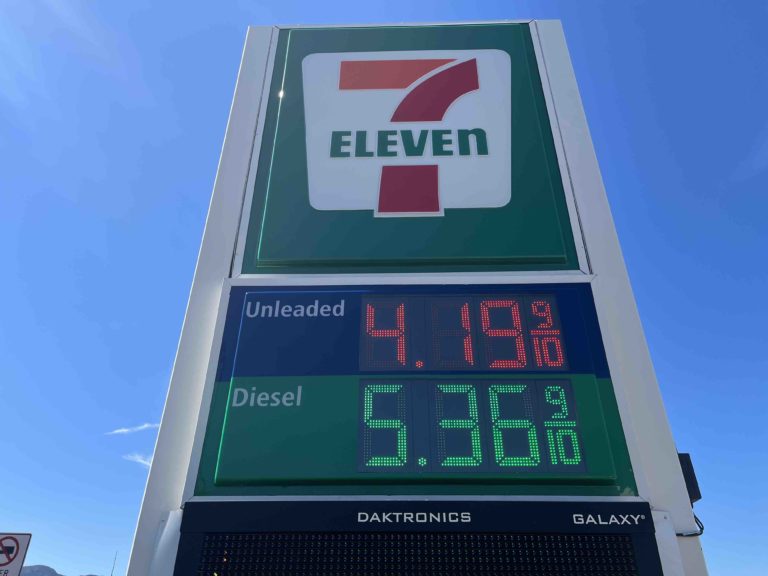 7
ELEVEn
Unleaded 4.19 9/10
Diesel 5.36 9/10
DAKTRONICS GALAXY®